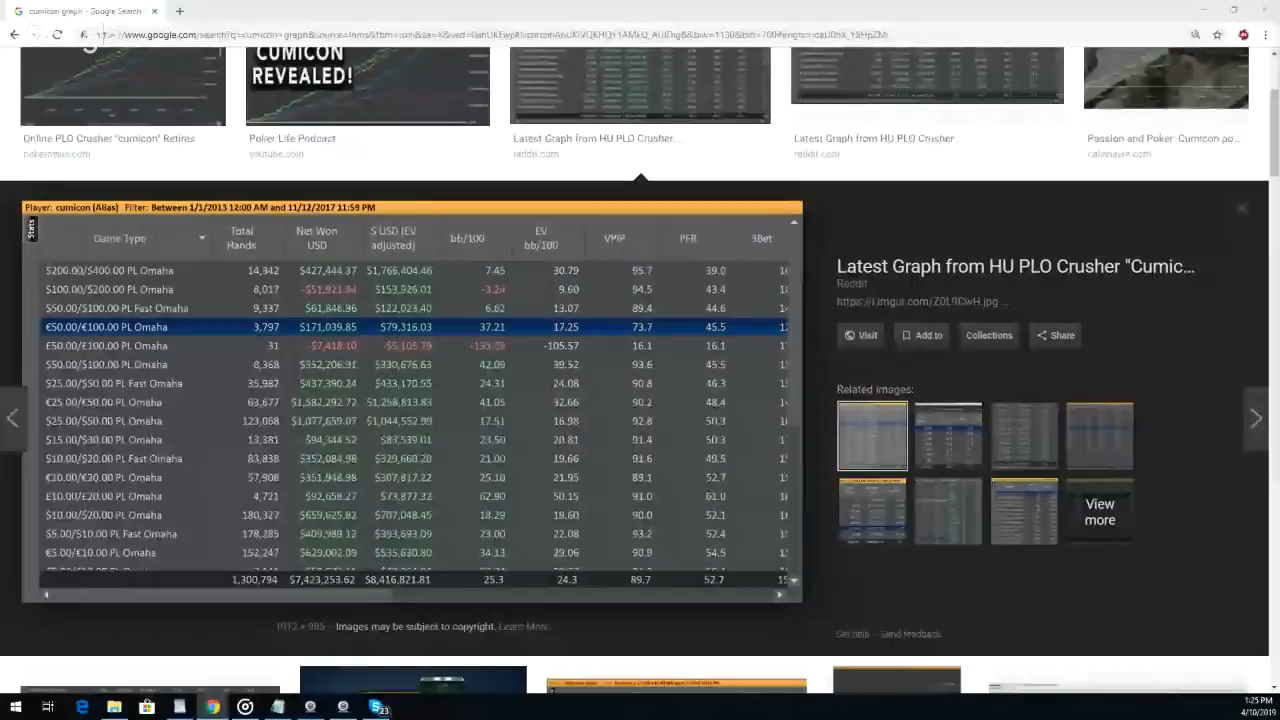 cumicon graph - Google Search
CUMICON
REVEALED!
Online PLO Crusher "cumicon" Retires
pokernews.com
Poker Life Podcast
youtube.com
Latest Graph from HU PLO Crusher...
reddit.com
Latest Graph from HU PLO Crusher
reddit.com
Passion and Poker: Cumicon po...
calvinayre.com
Player: cumicon (Alias) Filter: Between 1/1/2013 12:00 AM and 11/12/2017 11:59 PM
Stats
Game Type Total Hands Net Won USD $ USD (EV adjusted) bb/100 EV bb/100 VPIP PFR 3Bet
$200.00/$400.00 PL Omaha 14,342 $427,444.37 $1,766,404.46 7.45 30.79 95.7 39.0
$100.00/$200.00 PL Omaha 8,017 -$51,921.94 $153,926.01 -3.24 9.60 94.5 43.4
$50.00/$100.00 PL Fast Omaha 9,337 $61,846.96 $122,023.40 6.62 13.07 89.4 44.6
€50.00/€100.00 PL Omaha 3,797 $171,039.85 $79,316.03 37.21 17.25 73.7 45.5
£50.00/£100.00 PL Omaha 31 -$7,418.10 -$5,105.79 -105.57 16.1 16.1
$50.00/$100.00 PL Omaha 8,368 $352,206.91 $330,676.63 42.09 39.52 93.6 45.5
$25.00/$50.00 PL Fast Omaha 35,982 $437,390.24 $433,170.55 24.31 24.08 90.8 46.3
€25.00/€50.00 PL Omaha 63,677 $1,582,292.72 $1,258,813.83 41.05 32.66 90.2 48.4
$25.00/$50.00 PL Omaha 123,068 $1,077,659.07 $1,044,552.99 17.51 16.98 92.8 50.3
$15.00/$30.00 PL Omaha 13,381 $94,344.52 $83,539.01 23.50 20.81 91.4 50.3
$10.00/$20.00 PL Fast Omaha 83,838 $352,084.98 $329,660.20 21.00 19.66 91.6 49.5
€10.00/€20.00 PL Omaha 57,908 $351,948.98 $307,817.22 25.10 21.95 89.1 52.7
£10.00/£20.00 PL Omaha 4,721 $92,658.27 $73,877.32 62.90 50.15 91.0 61.0
$10.00/$20.00 PL Omaha 180,327 $659,625.82 $707,048.45 18.29 19.60 90.0 52.1
$5.00/$10.00 PL Fast Omaha 178,285 $409,989.12 $393,693.09 23.00 22.08 93.2 52.4
€5.00/€10.00 PL Omaha 152,247 $629,002.09 $535,630.80 34.13 29.06 90.9 54.5
1,300,794 $7,423,253.62 $8,416,821.81 25.3 24.3 89.7 52.7
1912 × 985 - Images may be subject to copyright. Learn More
Latest Graph from HU PLO Crusher "Cumic...
Reddit
https://i.imgur.com/Z0L9CwH.jpg ...
Visit
Add to
Collections
Share
Related images:
View more
Get help - Send feedback
23
1:25 PM
4/10/2019